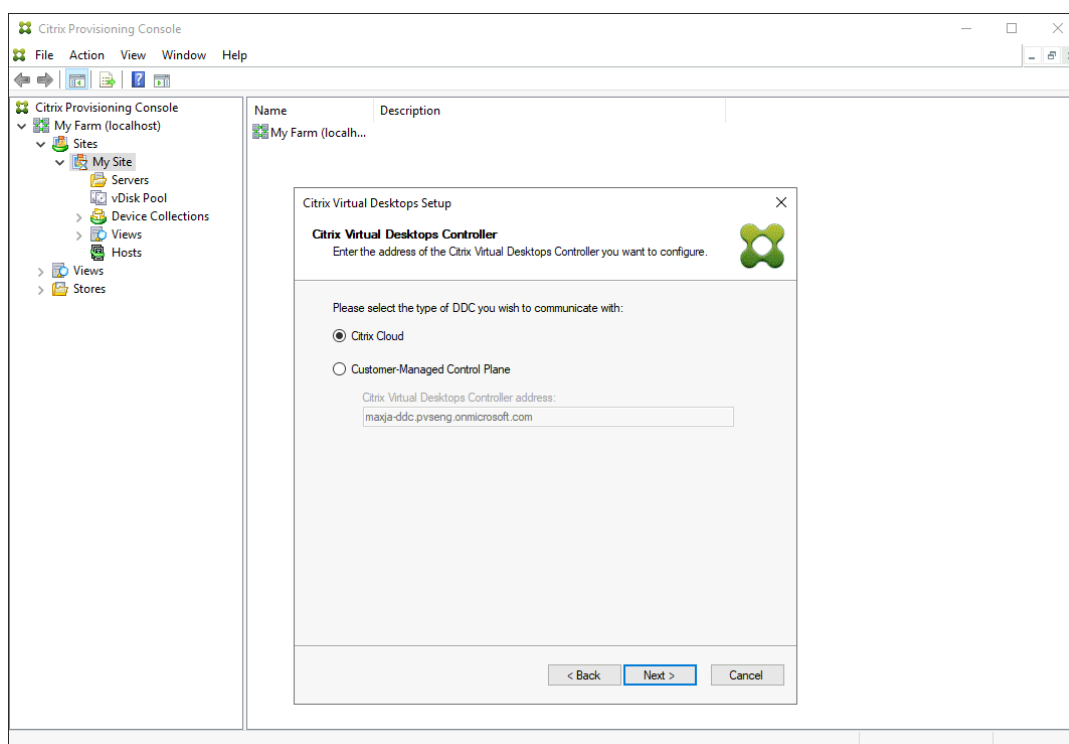 Citrix Provisioning Console
File Action View Window Help
Citrix Provisioning Console
My Farm (localhost)
Sites
My Site
Servers
vDisk Pool
Device Collections
Views
Hosts
Views
Stores
Name Description
My Farm (localh...
Citrix Virtual Desktops Setup
Citrix Virtual Desktops Controller
Enter the address of the Citrix Virtual Desktops Controller you want to configure.
Please select the type of DDC you wish to communicate with:
Citrix Cloud
Customer-Managed Control Plane
Citrix Virtual Desktops Controller address:
maxja-ddc.pvseng.onmicrosoft.com
< Back Next > Cancel